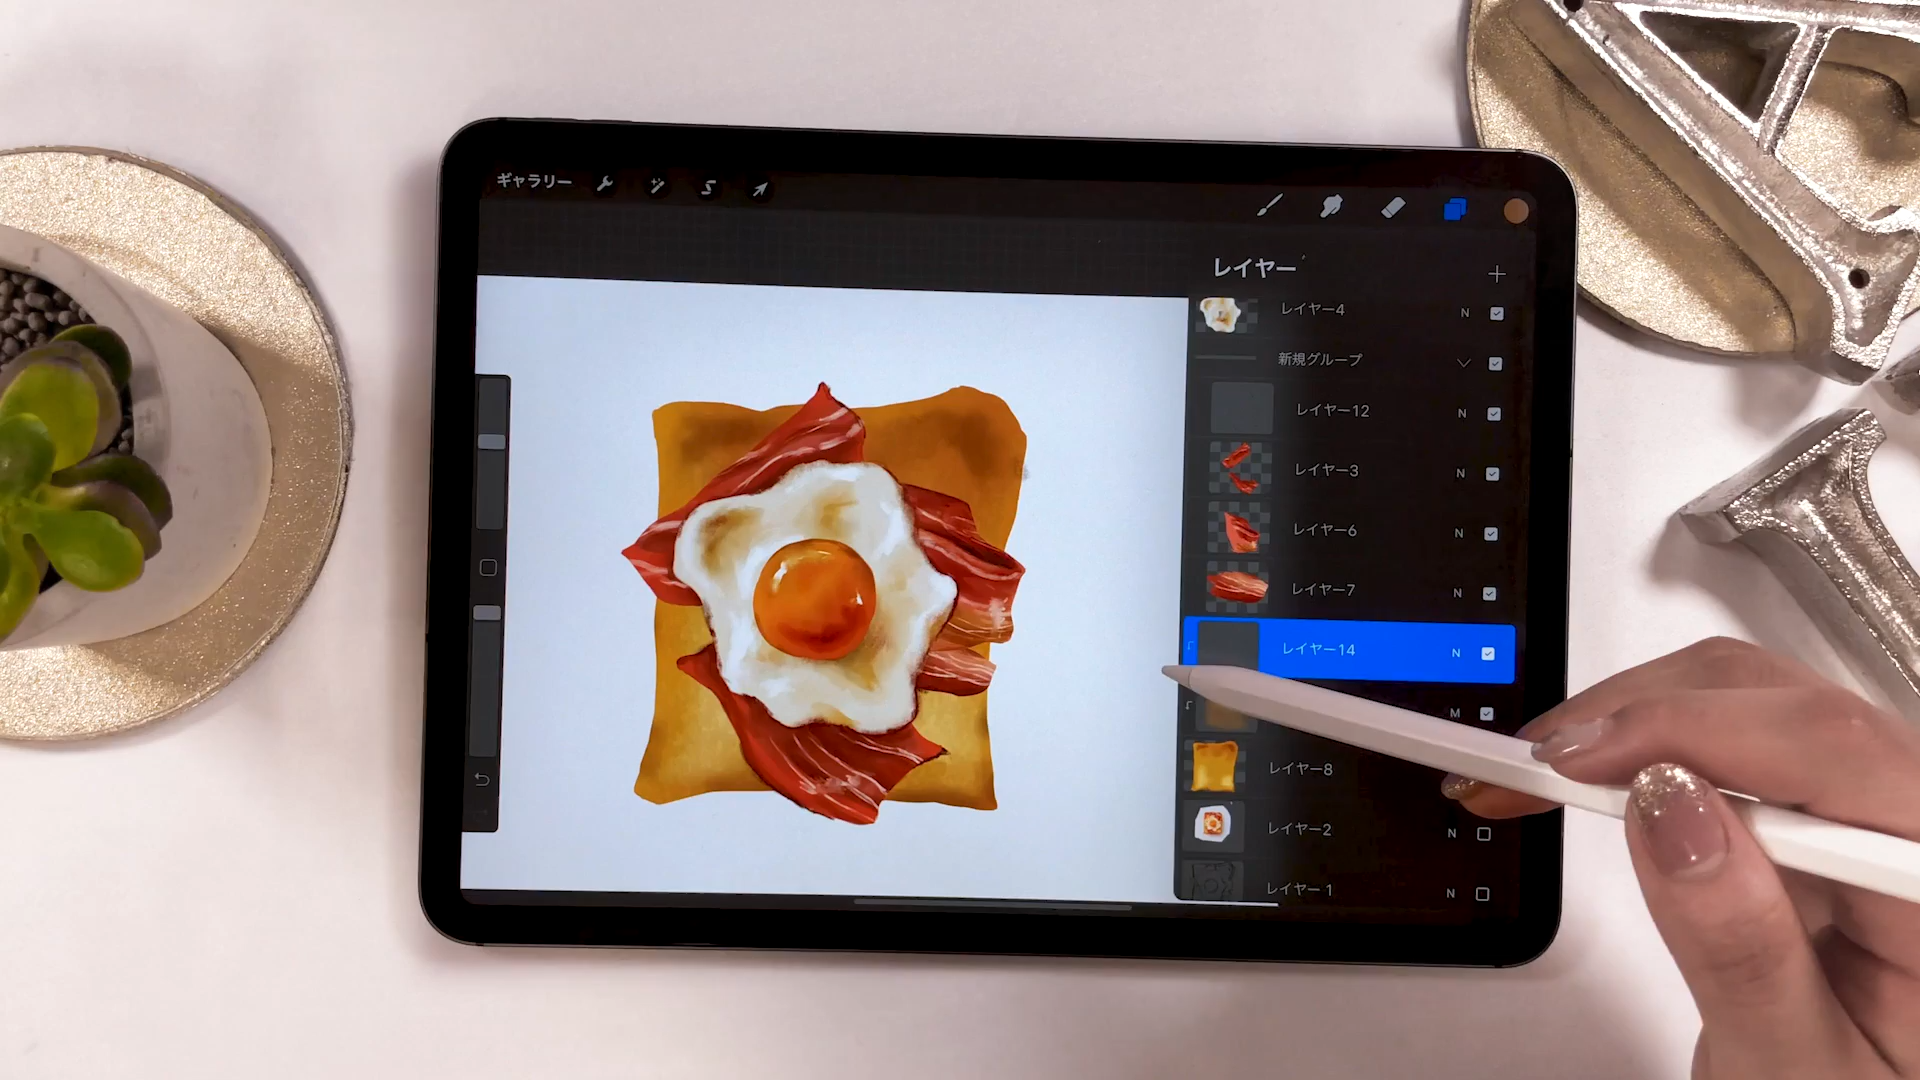 ギャラリー
レイヤー
レイヤー4 N
新規グループ
レイヤー12 N
レイヤー3 N
レイヤー6 N
レイヤー7 N
レイヤー14 N
M
レイヤー8
レイヤー2 N
レイヤー 1 N